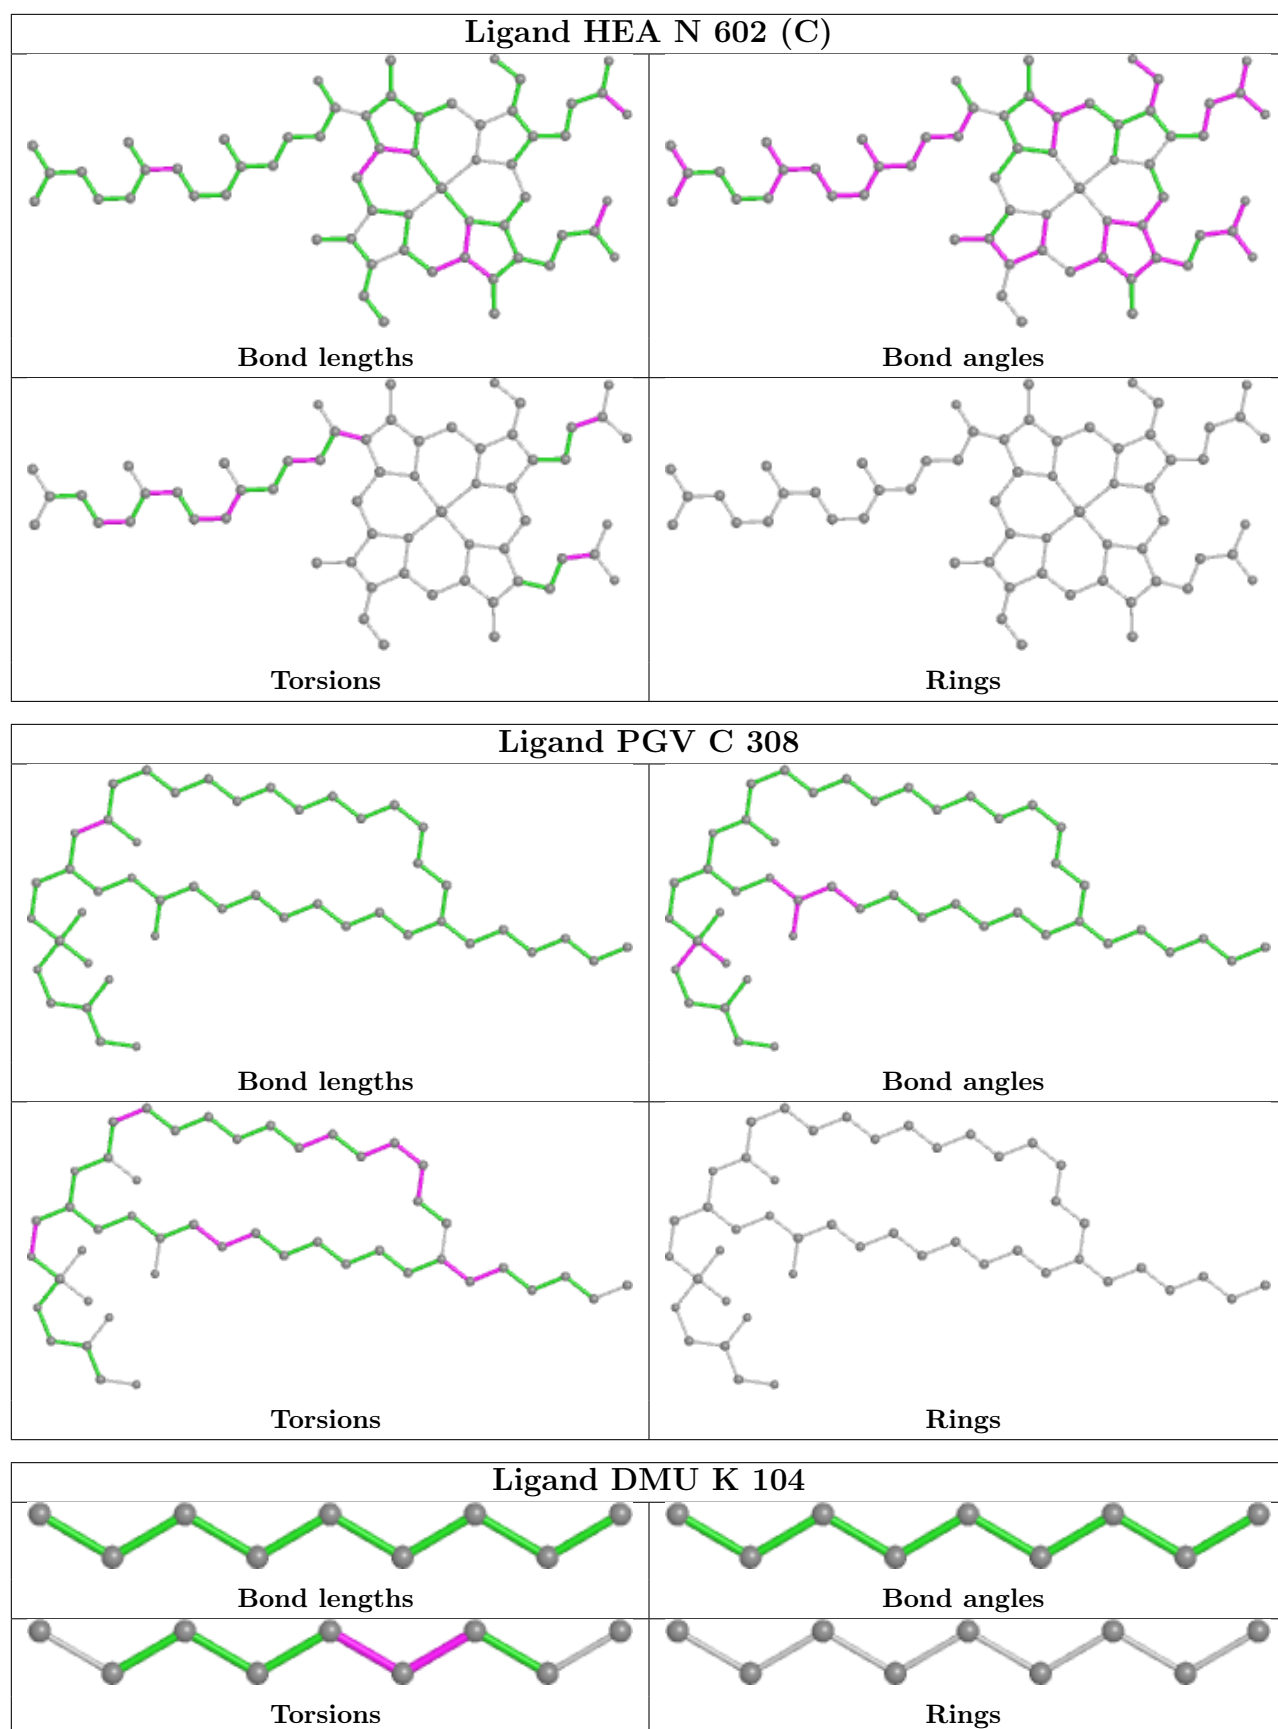 Ligand HEA N 602 (C)
Bond lengths
Bond angles
Torsions
Rings
Ligand PGV C 308
Bond lengths
Bond angles
Torsions
Rings
Ligand DMU K 104
Bond lengths
Bond angles
Torsions
Rings